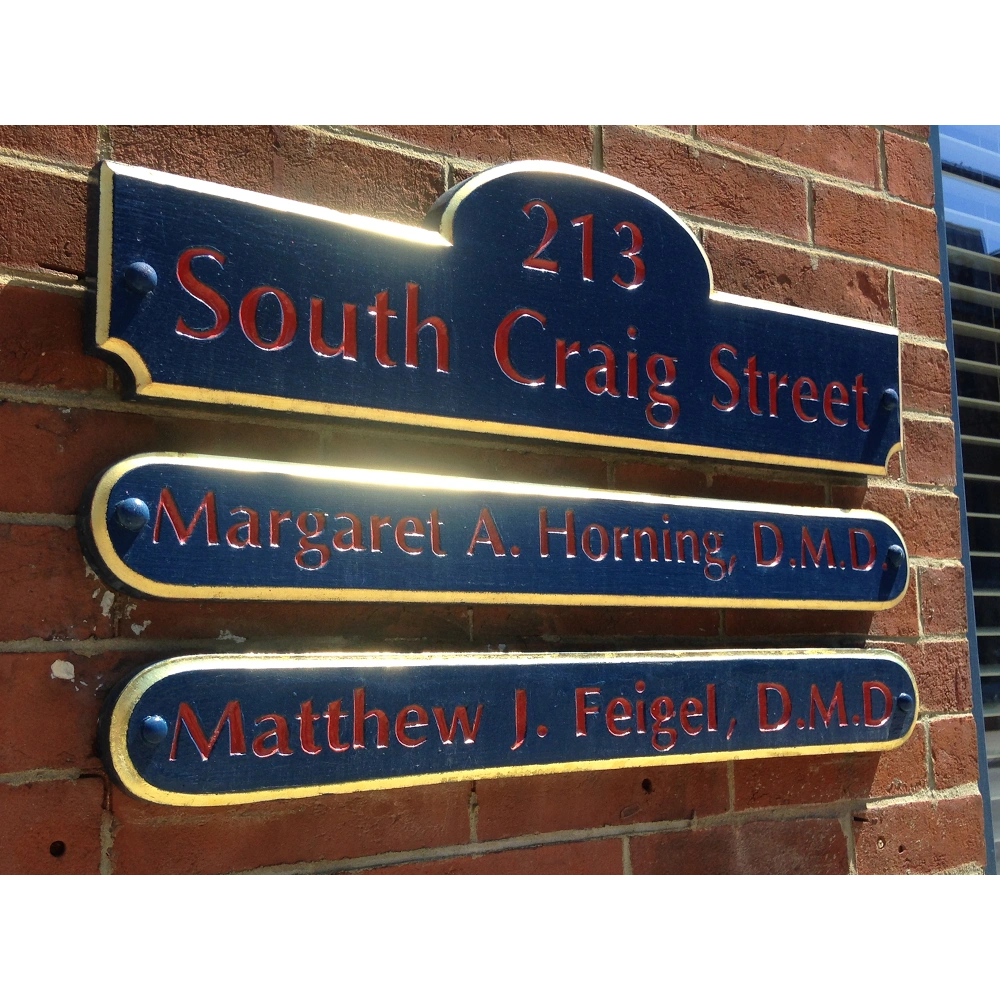 213
South Craig Street
Margaret A. Horning, D.M.D.
Matthew J. Feigel, D.M.D